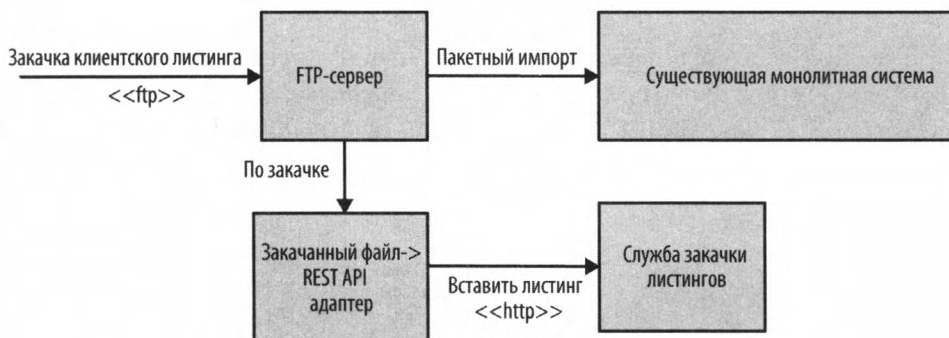 Закачка клиентского листинга
<<ftp>>
FTP-сервер
Пакетный импорт
Существующая монолитная система
По закачке
Закачанный файл->
REST API
адаптер
Вставить листинг
<<http>>
Служба закачки
листингов